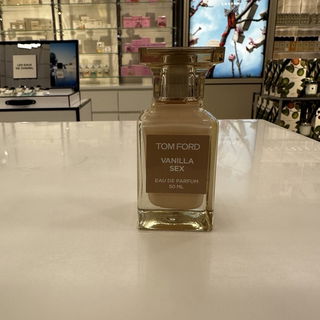 TOM FORD
VANILLA
SEX
EAU DE PARFUM
50 ML
LES EAUX
DE CHANEL